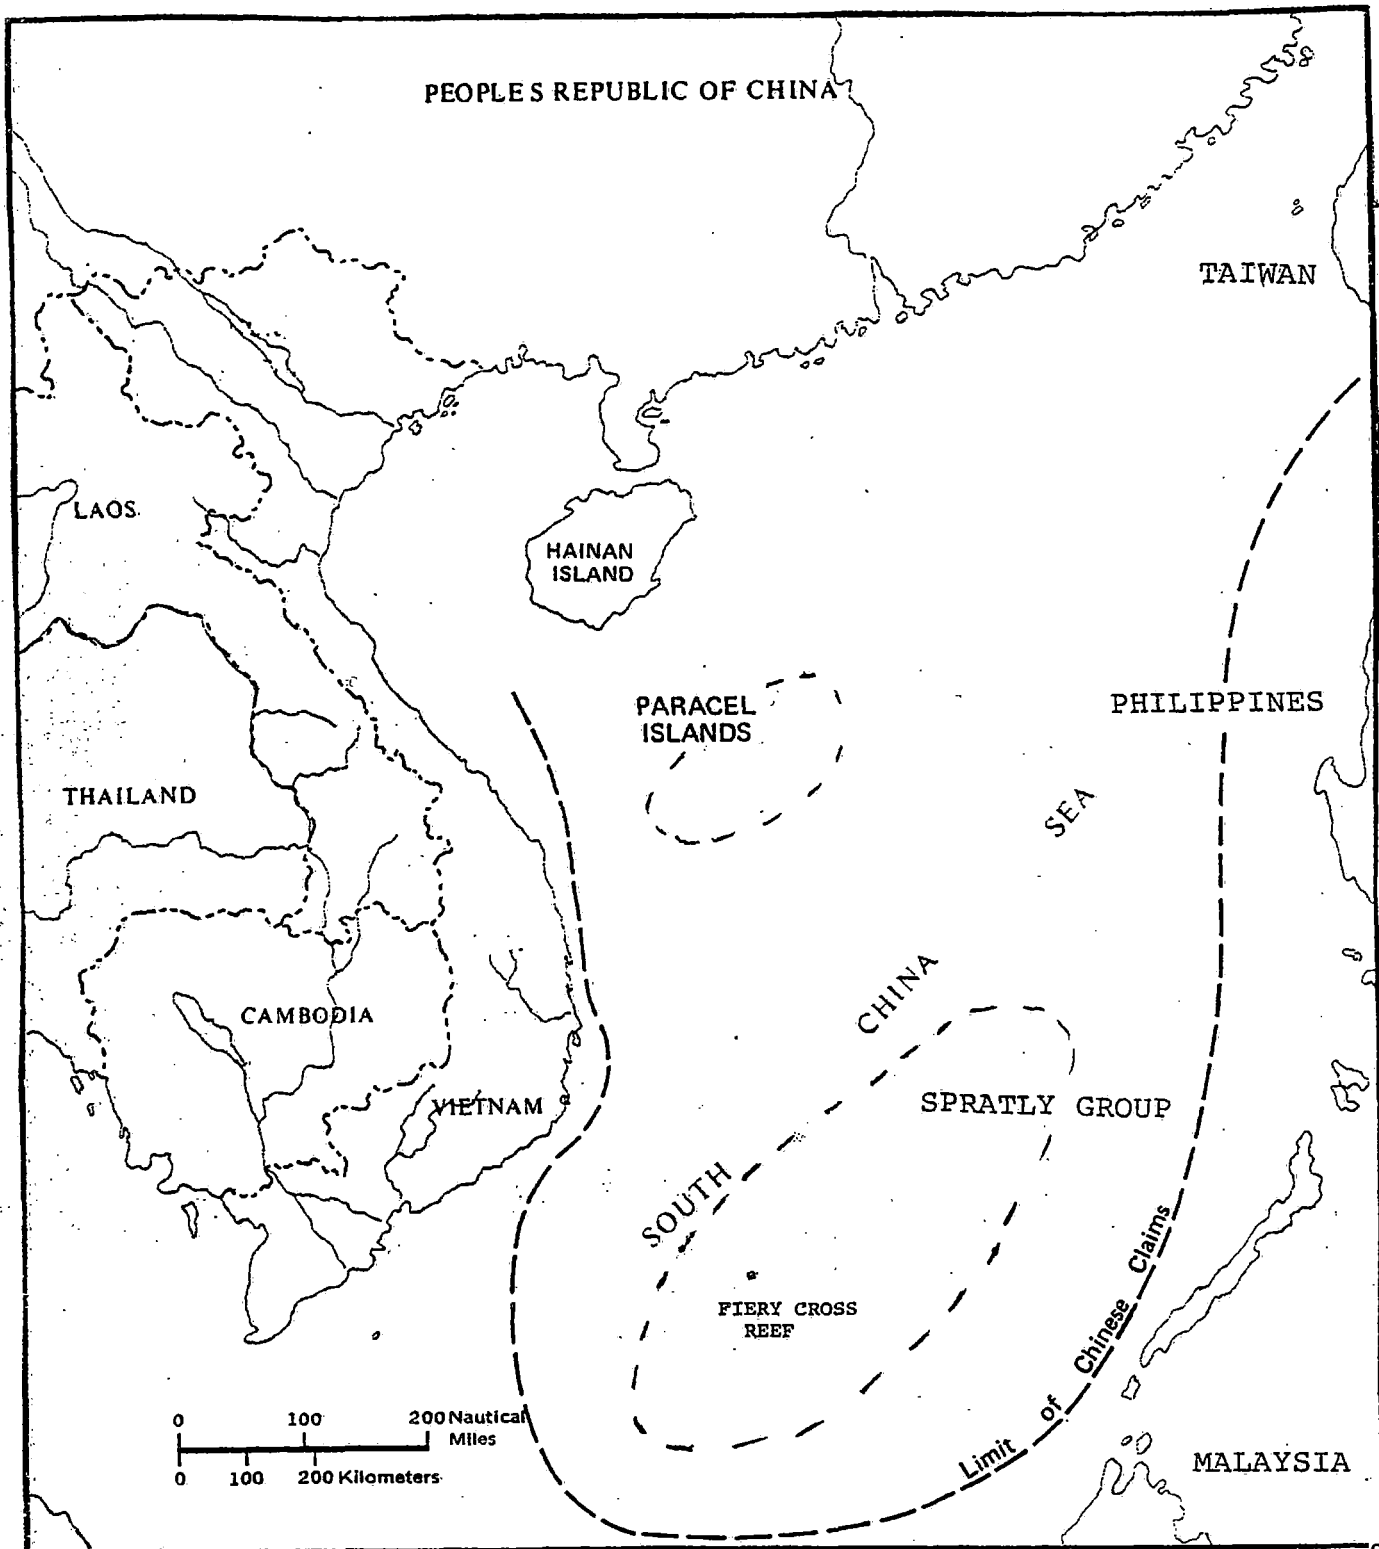 PEOPLE S REPUBLIC OF CHINA
TAIWAN
LAOS
HAINAN
ISLAND
PARACEL
ISLANDS
PHILIPPINES
THAILAND
SEA
CHINA
CAMBODIA
VIETNAM
SPRATLY GROUP
SOUTH
FIERY CROSS
REEF
Limit of Chinese Claims
0 100 200 Nautical
Miles
0 100 200 Kilometers
MALAYSIA